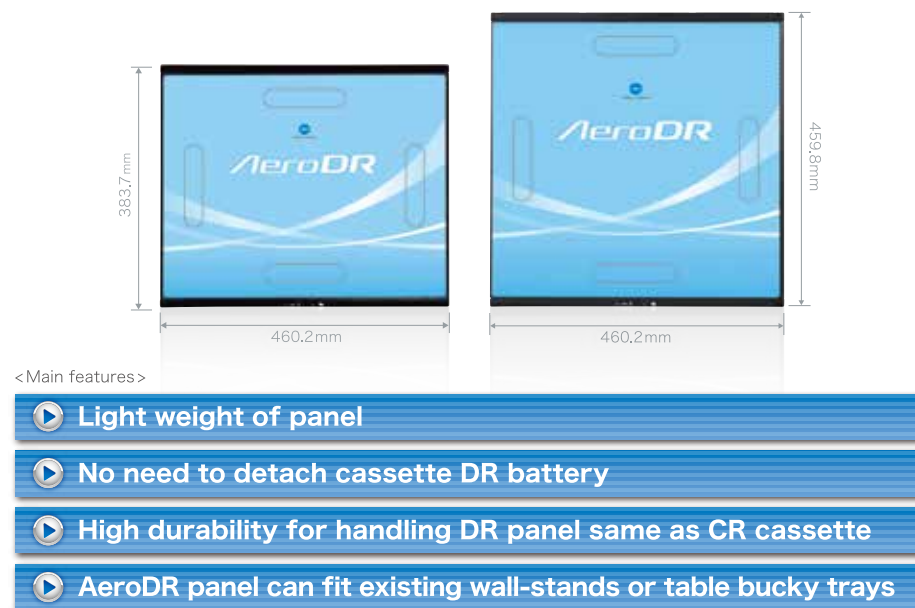 AeroDR
AeroDR
383.7mm
459.8mm
460.2mm
460.2mm
<Main features>
Light weight of panel
No need to detach cassette DR battery
High durability for handling DR panel same as CR cassette
AeroDR panel can fit existing wall-stands or table bucky trays